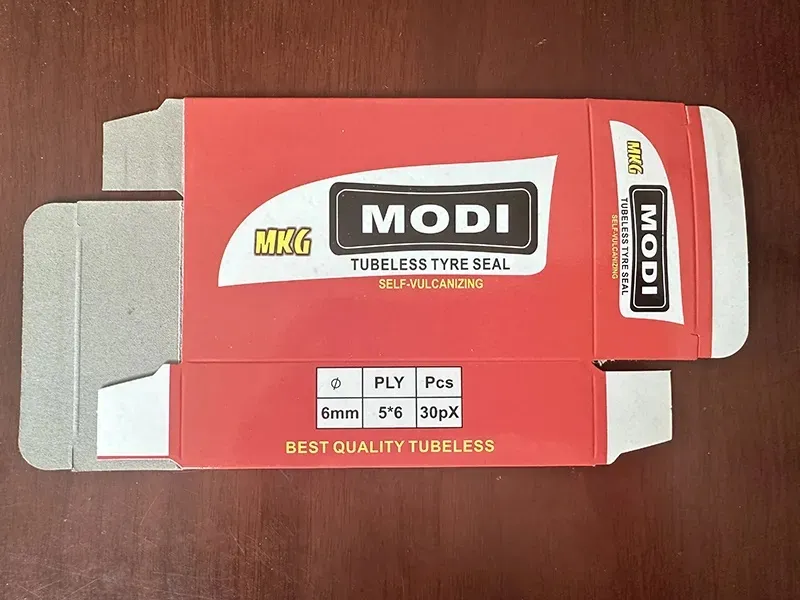 MKG
MODI
TUBELESS TYRE SEAL
SELF-VULCANIZING
MKG
MODI
TUBELESS TYRE SEAL
SELF-VULCANIZING
Ø PLY Pcs
6mm 5*6 30pX
BEST QUALITY TUBELESS